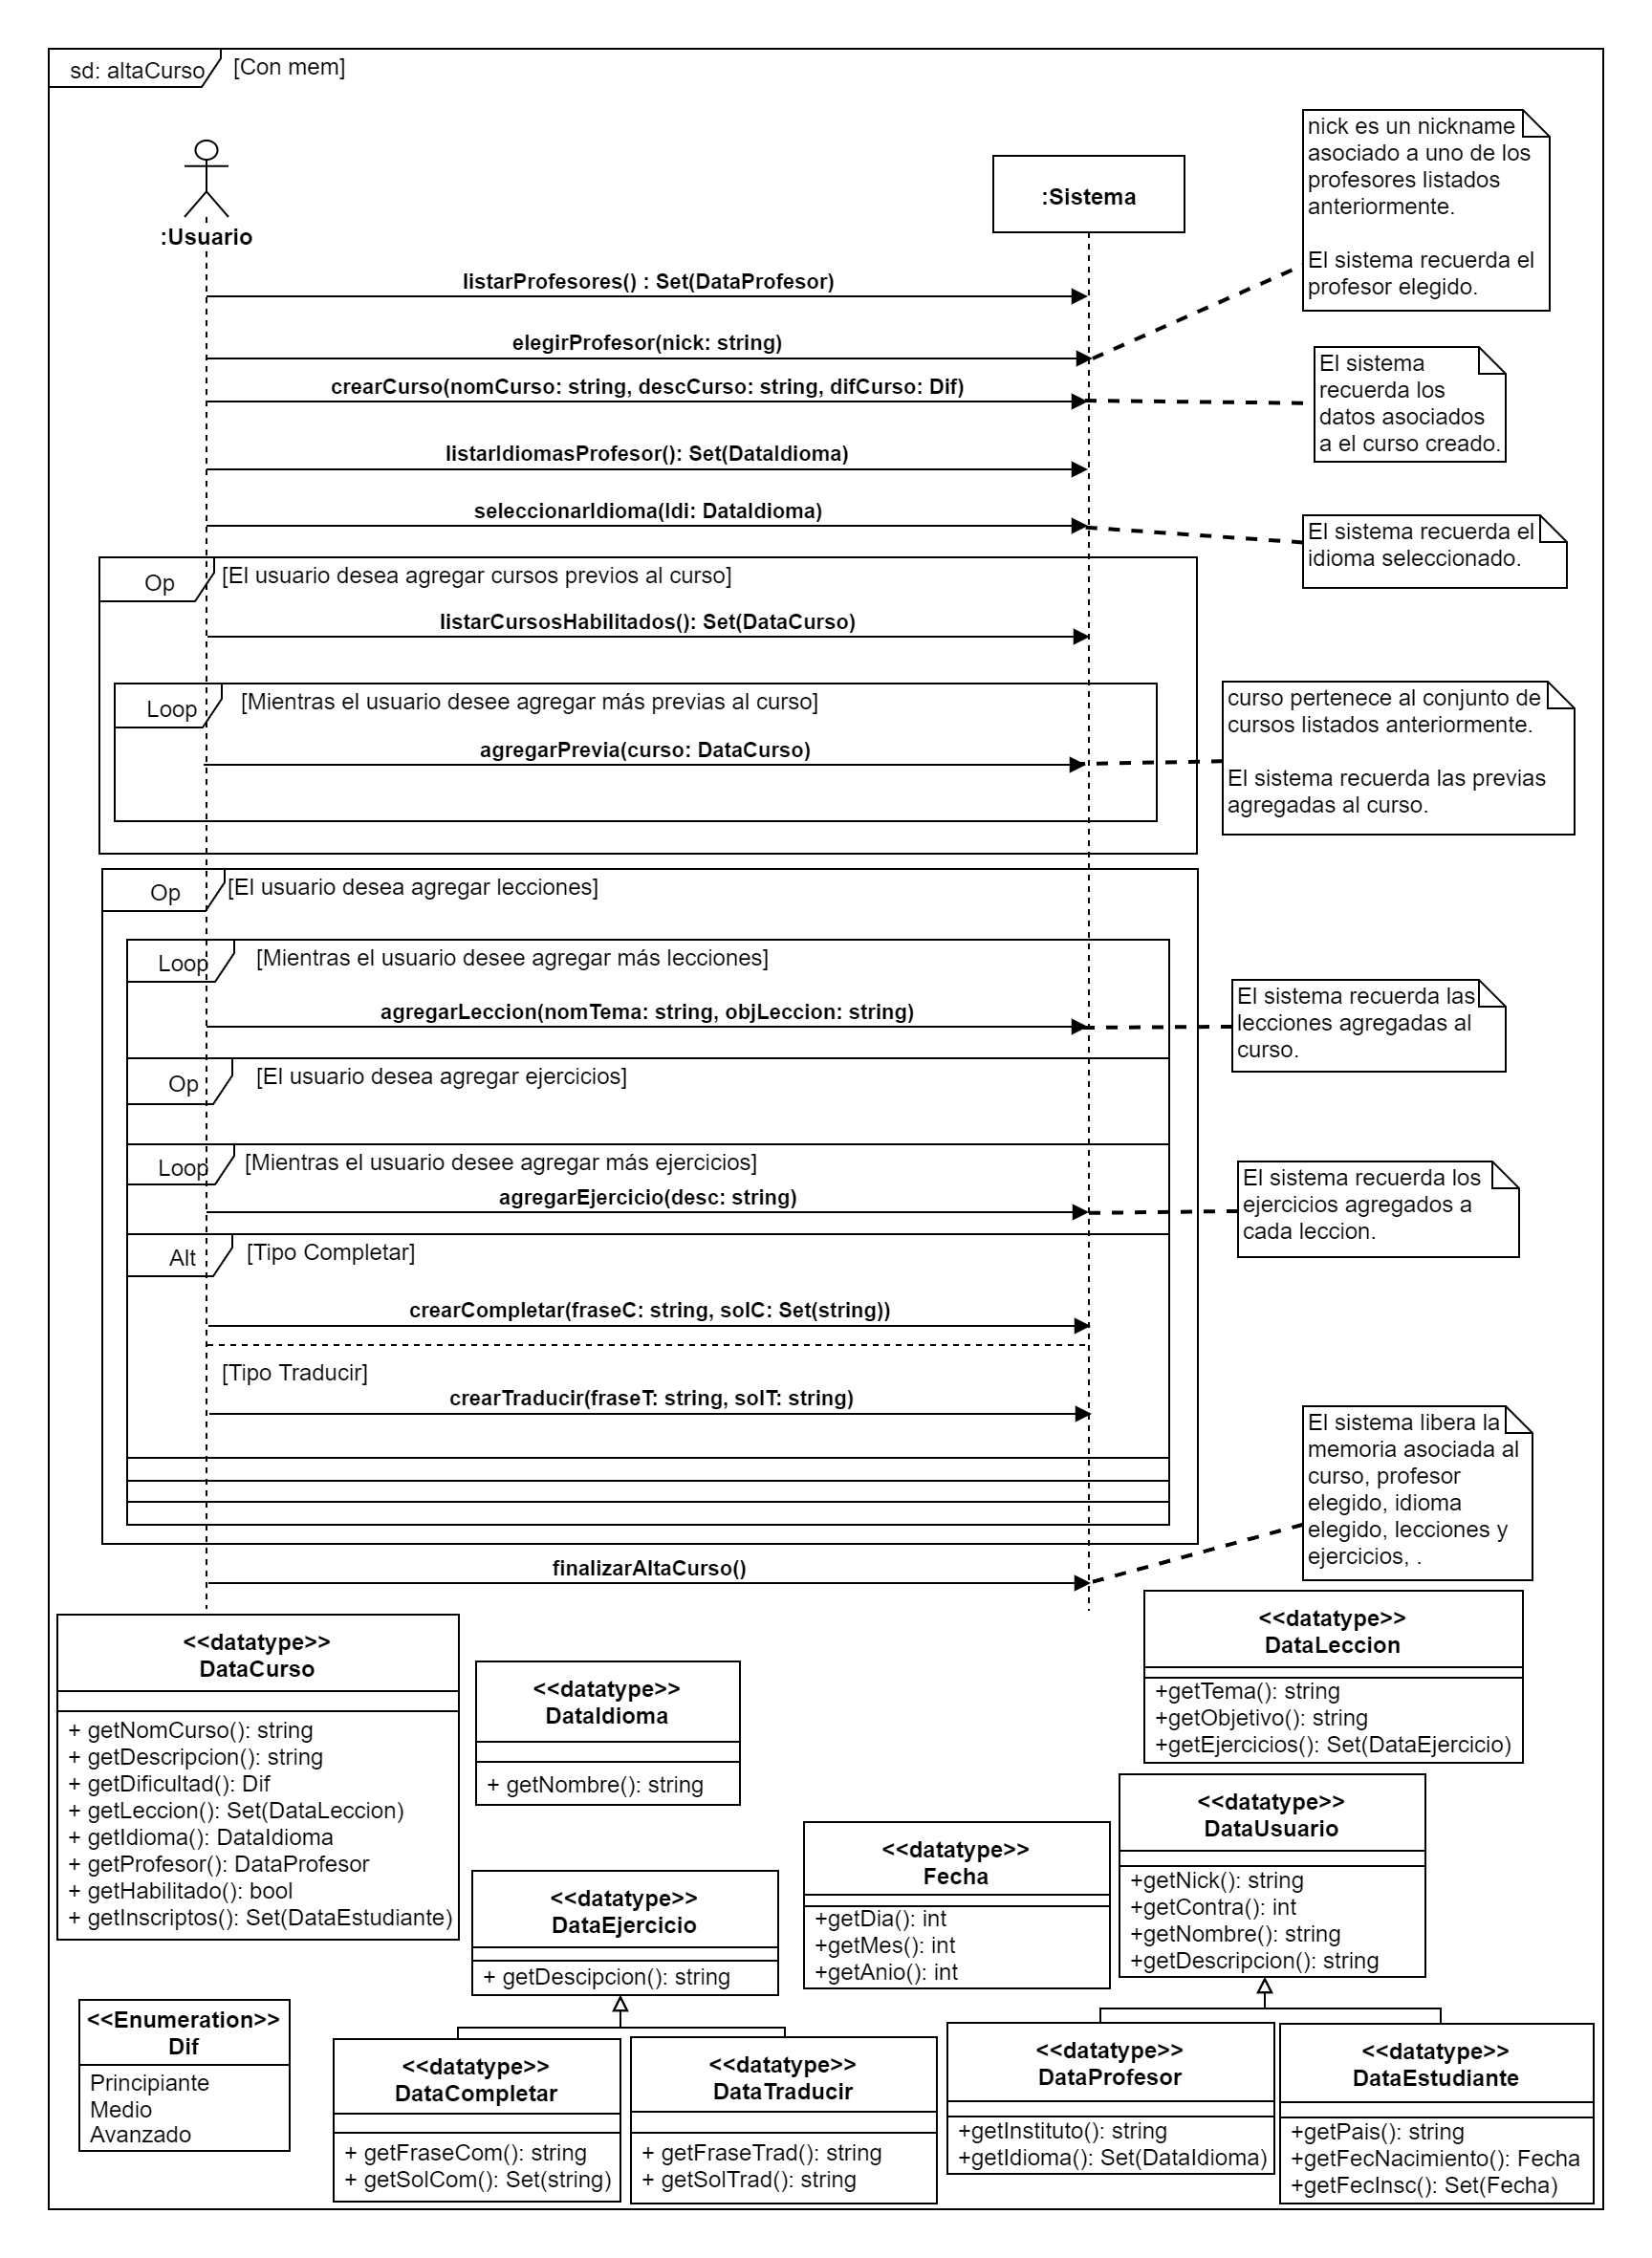 sd: altaCurso
[Con mem]
nick es un nickname
asociado a uno de los
profesores listados
anteriormente.
El sistema recuerda el
profesor elegido.
:Usuario
:Sistema
listarProfesores() : Set(DataProfesor)
elegirProfesor(nick: string)
crearCurso(nomCurso: string, descCurso: string, difCurso: Dif)
El sistema
recuerda los
datos asociados
a el curso creado.
listarIdiomasProfesor(): Set(DataIdioma)
seleccionarIdioma(Idi: DataIdioma)
El sistema recuerda el
idioma seleccionado.
Op
[El usuario desea agregar cursos previos al curso]
listarCursosHabilitados(): Set(DataCurso)
Loop
[Mientras el usuario desee agregar más previas al curso]
agregarPrevia(curso: DataCurso)
curso pertenece al conjunto de
cursos listados anteriormente.
El sistema recuerda las previas
agregadas al curso.
Op
[El usuario desea agregar lecciones]
Loop
[Mientras el usuario desee agregar más lecciones]
agregarLeccion(nomTema: string, objLeccion: string)
El sistema recuerda las
lecciones agregadas al
curso.
Op
[El usuario desea agregar ejercicios]
Loop
[Mientras el usuario desee agregar más ejercicios]
agregarEjercicio(desc: string)
El sistema recuerda los
ejercicios agregados a
cada leccion.
Alt
[Tipo Completar]
crearCompletar(fraseC: string, solC: Set(string))
[Tipo Traducir]
crearTraducir(fraseT: string, solT: string)
El sistema libera la
memoria asociada al
curso, profesor
elegido, idioma
elegido, lecciones y
ejercicios, .
finalizarAltaCurso()
<<datatype>>
DataCurso
+ getNomCurso(): string
+ getDescripcion(): string
+ getDificultad(): Dif
+ getLeccion(): Set(DataLeccion)
+ getIdioma(): DataIdioma
+ getProfesor(): DataProfesor
+ getHabilitado(): bool
+ getInscriptos(): Set(DataEstudiante)
<<datatype>>
DataIdioma
+ getNombre(): string
<<datatype>>
DataLeccion
+getTema(): string
+getObjetivo(): string
+getEjercicios(): Set(DataEjercicio)
<<datatype>>
DataUsuario
+getNick(): string
+getContra(): int
+getNombre(): string
+getDescripcion(): string
<<datatype>>
Fecha
+getDia(): int
+getMes(): int
+getAnio(): int
<<datatype>>
DataEjercicio
+ getDescipcion(): string
<<Enumeration>>
Dif
Principiante
Medio
Avanzado
<<datatype>>
DataCompletar
+ getFraseCom(): string
+ getSolCom(): Set(string)
<<datatype>>
DataTraducir
+ getFraseTrad(): string
+ getSolTrad(): string
<<datatype>>
DataProfesor
+getInstituto(): string
+getIdioma(): Set(DataIdioma)
<<datatype>>
DataEstudiante
+getPais(): string
+getFecNacimiento(): Fecha
+getFecInsc(): Set(Fecha)